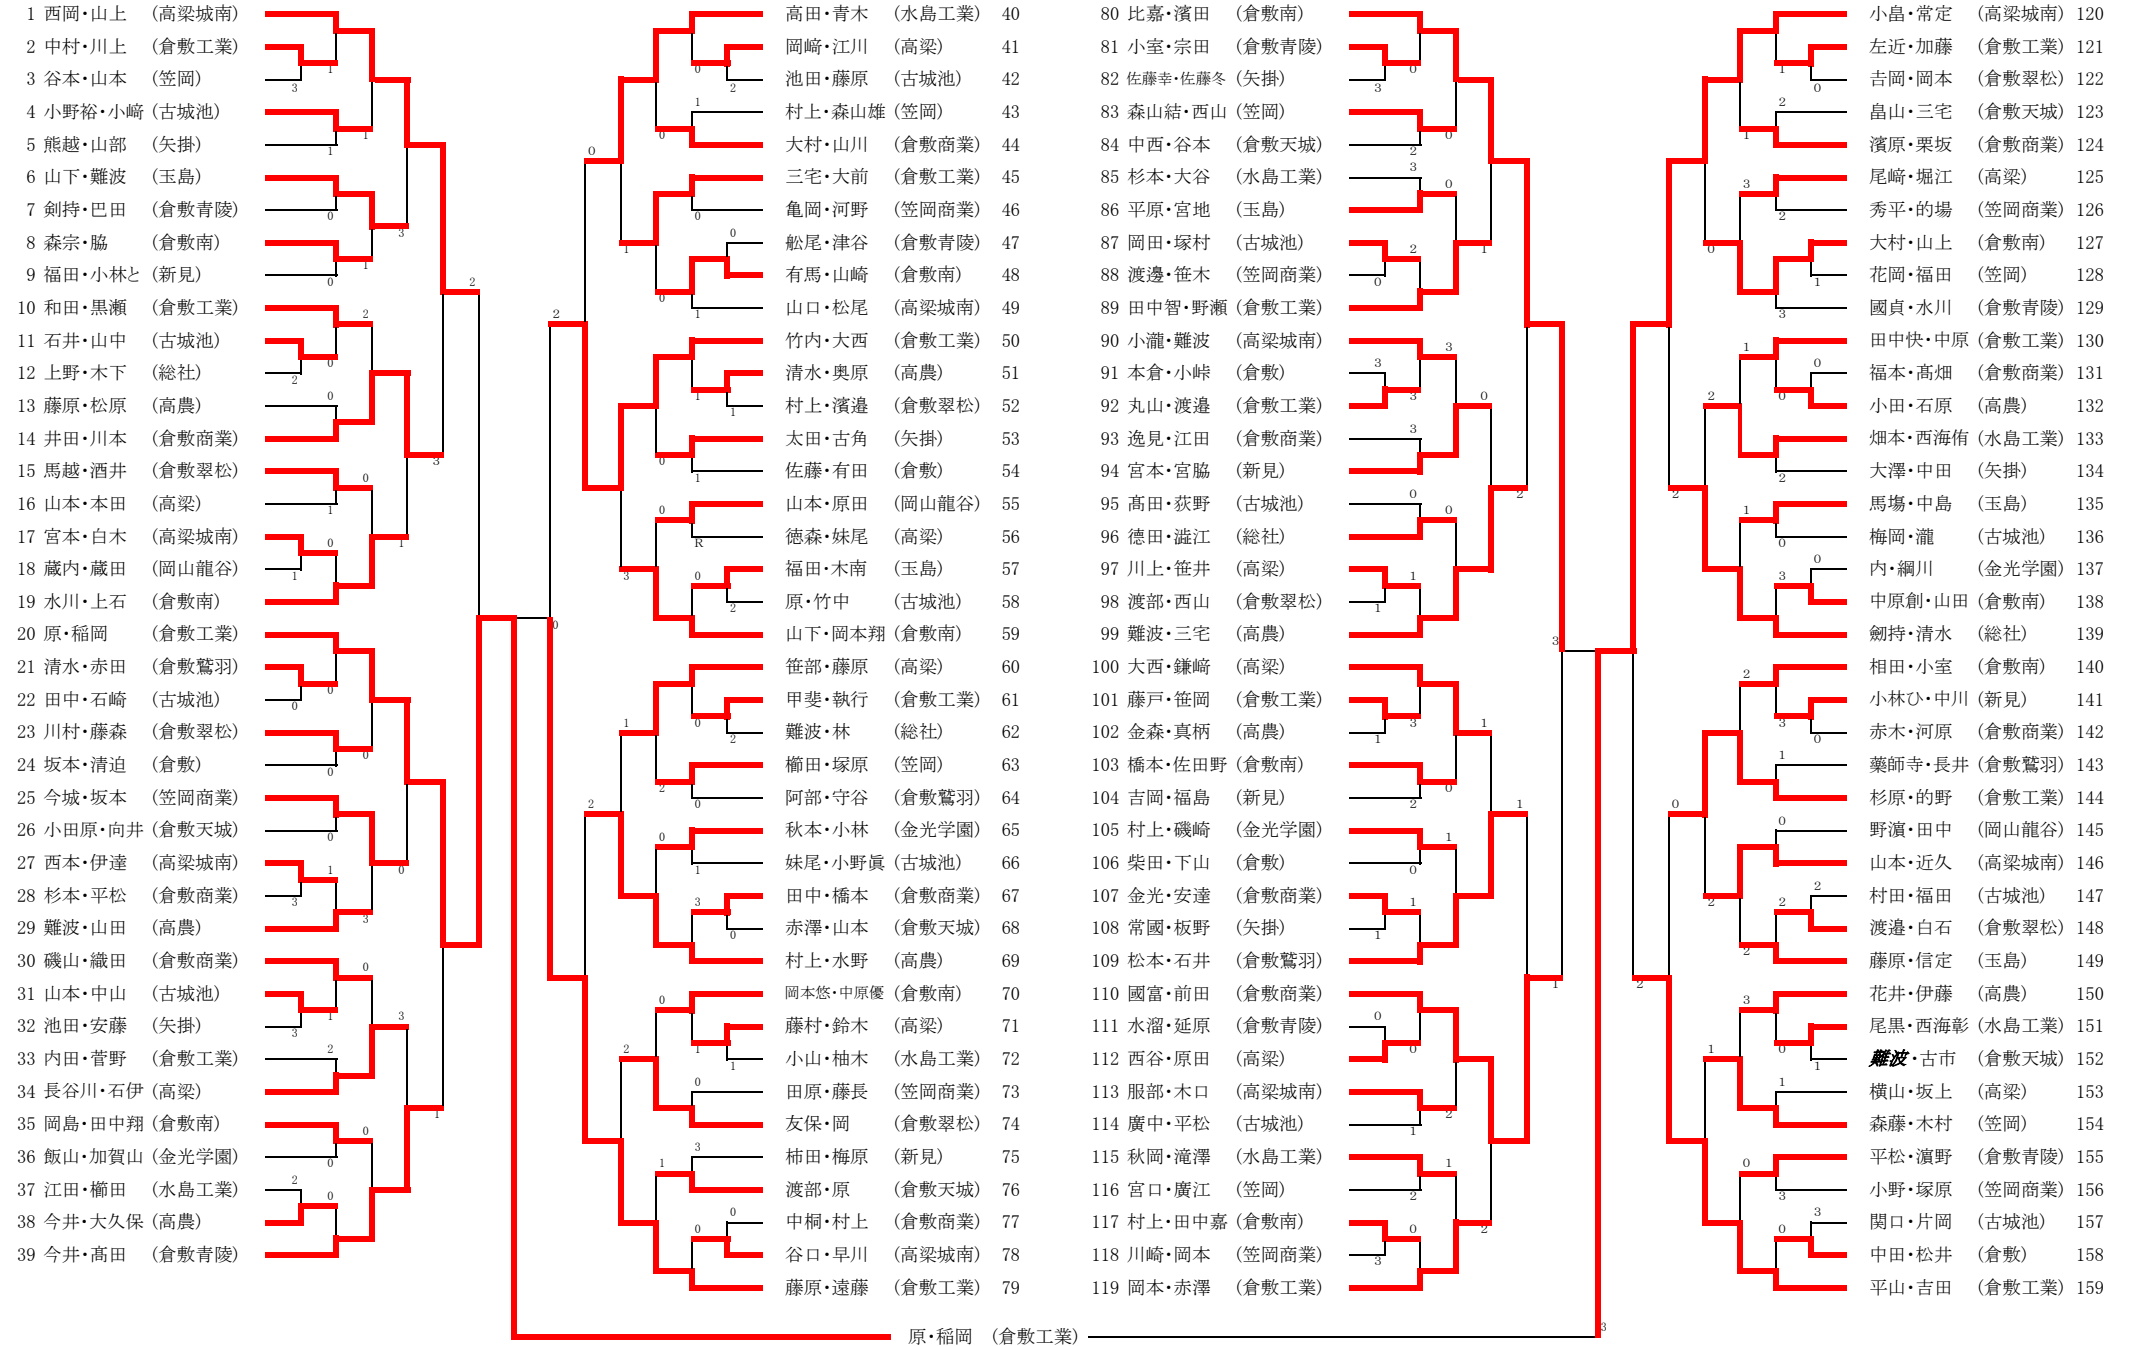 1 西岡・山上 (高梁城南)
2 中村・川上 (倉敷工業)
3 谷本・山本 (笠岡)
4 小野裕・小﨑 (古城池)
5 熊越・山部 (矢掛)
6 山下・難波 (玉島)
7 剣持・巴田 (倉敷青陵)
8 森宗・脇 (倉敷南)
9 福田・小林と (新見)
10 和田・黒瀬 (倉敷工業)
11 石井・山中 (古城池)
12 上野・木下 (総社)
13 藤原・松原 (高農)
14 井田・川本 (倉敷商業)
15 馬越・酒井 (倉敷翠松)
16 山本・本田 (高梁)
17 宮本・白木 (高梁城南)
18 蔵内・蔵田 (岡山龍谷)
19 水川・上石 (倉敷南)
20 原・稲岡 (倉敷工業)
21 清水・赤田 (倉敷鷲羽)
22 田中・石崎 (古城池)
23 川村・藤森 (倉敷翠松)
24 坂本・清迫 (倉敷)
25 今城・坂本 (笠岡商業)
26 小田原・向井 (倉敷天城)
27 西本・伊達 (高梁城南)
28 杉本・平松 (倉敷商業)
29 難波・山田 (高農)
30 磯山・織田 (倉敷商業)
31 山本・中山 (古城池)
32 池田・安藤 (矢掛)
33 内田・菅野 (倉敷工業)
34 長谷川・石伊 (高梁)
35 岡島・田中翔 (倉敷南)
36 飯山・加賀山 (金光学園)
37 江田・櫛田 (水島工業)
38 今井・大久保 (高農)
39 今井・髙田 (倉敷青陵)
高田・青木 (水島工業) 40
岡﨑・江川 (高梁) 41
池田・藤原 (古城池) 42
村上・森山雄 (笠岡) 43
大村・山川 (倉敷商業) 44
三宅・大前 (倉敷工業) 45
亀岡・河野 (笠岡商業) 46
舩尾・津谷 (倉敷青陵) 47
有馬・山崎 (倉敷南) 48
山口・松尾 (高梁城南) 49
竹内・大西 (倉敷工業) 50
清水・奥原 (高農) 51
村上・濱邉 (倉敷翠松) 52
太田・古角 (矢掛) 53
佐藤・有田 (倉敷) 54
山本・原田 (岡山龍谷) 55
徳森・妹尾 (高梁) 56
福田・木南 (玉島) 57
原・竹中 (古城池) 58
山下・岡本翔 (倉敷南) 59
笹部・藤原 (高梁) 60
甲斐・執行 (倉敷工業) 61
難波・林 (総社) 62
櫛田・塚原 (笠岡) 63
阿部・守谷 (倉敷鷲羽) 64
秋本・小林 (金光学園) 65
妹尾・小野眞 (古城池) 66
田中・橋本 (倉敷商業) 67
赤澤・山本 (倉敷天城) 68
村上・水野 (高農) 69
岡本悠・中原優 (倉敷南) 70
藤村・鈴木 (高梁) 71
小山・柚木 (水島工業) 72
田原・藤長 (笠岡商業) 73
友保・岡 (倉敷翠松) 74
柿田・梅原 (新見) 75
渡部・原 (倉敷天城) 76
中桐・村上 (倉敷商業) 77
谷口・早川 (高梁城南) 78
藤原・遠藤 (倉敷工業) 79
80 比嘉・濱田 (倉敷南)
81 小室・宗田 (倉敷青陵)
82 佐藤幸・佐藤冬 (矢掛)
83 森山結・西山 (笠岡)
84 中西・谷本 (倉敷天城)
85 杉本・大谷 (水島工業)
86 平原・宮地 (玉島)
87 岡田・塚村 (古城池)
88 渡邊・笹木 (笠岡商業)
89 田中智・野瀬 (倉敷工業)
90 小瀧・難波 (高梁城南)
91 本倉・小峠 (倉敷)
92 丸山・渡邉 (倉敷工業)
93 逸見・江田 (倉敷商業)
94 宮本・宮脇 (新見)
95 髙田・荻野 (古城池)
96 德田・澁江 (総社)
97 川上・笹井 (高梁)
98 渡部・西山 (倉敷翠松)
99 難波・三宅 (高農)
100 大西・鎌﨑 (高梁)
101 藤戸・笹岡 (倉敷工業)
102 金森・真柄 (高農)
103 橋本・佐田野 (倉敷南)
104 吉岡・福島 (新見)
105 村上・磯崎 (金光学園)
106 柴田・下山 (倉敷)
107 金光・安達 (倉敷商業)
108 常國・板野 (矢掛)
109 松本・石井 (倉敷鷲羽)
110 國富・前田 (倉敷商業)
111 水溜・延原 (倉敷青陵)
112 西谷・原田 (高梁)
113 服部・木口 (高梁城南)
114 廣中・平松 (古城池)
115 秋岡・滝澤 (水島工業)
116 宮口・廣江 (笠岡)
117 村上・田中嘉 (倉敷南)
118 川崎・岡本 (笠岡商業)
119 岡本・赤澤 (倉敷工業)
小畠・常定 (高梁城南) 120
左近・加藤 (倉敷工業) 121
吉岡・岡本 (倉敷翠松) 122
畠山・三宅 (倉敷天城) 123
濱原・栗坂 (倉敷商業) 124
尾﨑・堀江 (高梁) 125
秀平・的場 (笠岡商業) 126
大村・山上 (倉敷南) 127
花岡・福田 (笠岡) 128
國貞・水川 (倉敷青陵) 129
田中快・中原 (倉敷工業) 130
福本・髙畑 (倉敷商業) 131
小田・石原 (高農) 132
畑本・西海侑 (水島工業) 133
大澤・中田 (矢掛) 134
馬場・中島 (玉島) 135
梅岡・瀧 (古城池) 136
内・綱川 (金光学園) 137
中原創・山田 (倉敷南) 138
劒持・清水 (総社) 139
相田・小室 (倉敷南) 140
小林ひ・中川 (新見) 141
赤木・河原 (倉敷商業) 142
藥師寺・長井 (倉敷鷲羽) 143
杉原・的野 (倉敷工業) 144
野濵・田中 (岡山龍谷) 145
山本・近久 (高梁城南) 146
村田・福田 (古城池) 147
渡邉・白石 (倉敷翠松) 148
藤原・信定 (玉島) 149
花井・伊藤 (高農) 150
尾黒・西海彰 (水島工業) 151
難波・古市 (倉敷天城) 152
横山・坂上 (高梁) 153
森藤・木村 (笠岡) 154
平松・濵野 (倉敷青陵) 155
小野・塚原 (笠岡商業) 156
関口・片岡 (古城池) 157
中田・松井 (倉敷) 158
平山・吉田 (倉敷工業) 159
原・稲岡 (倉敷工業)